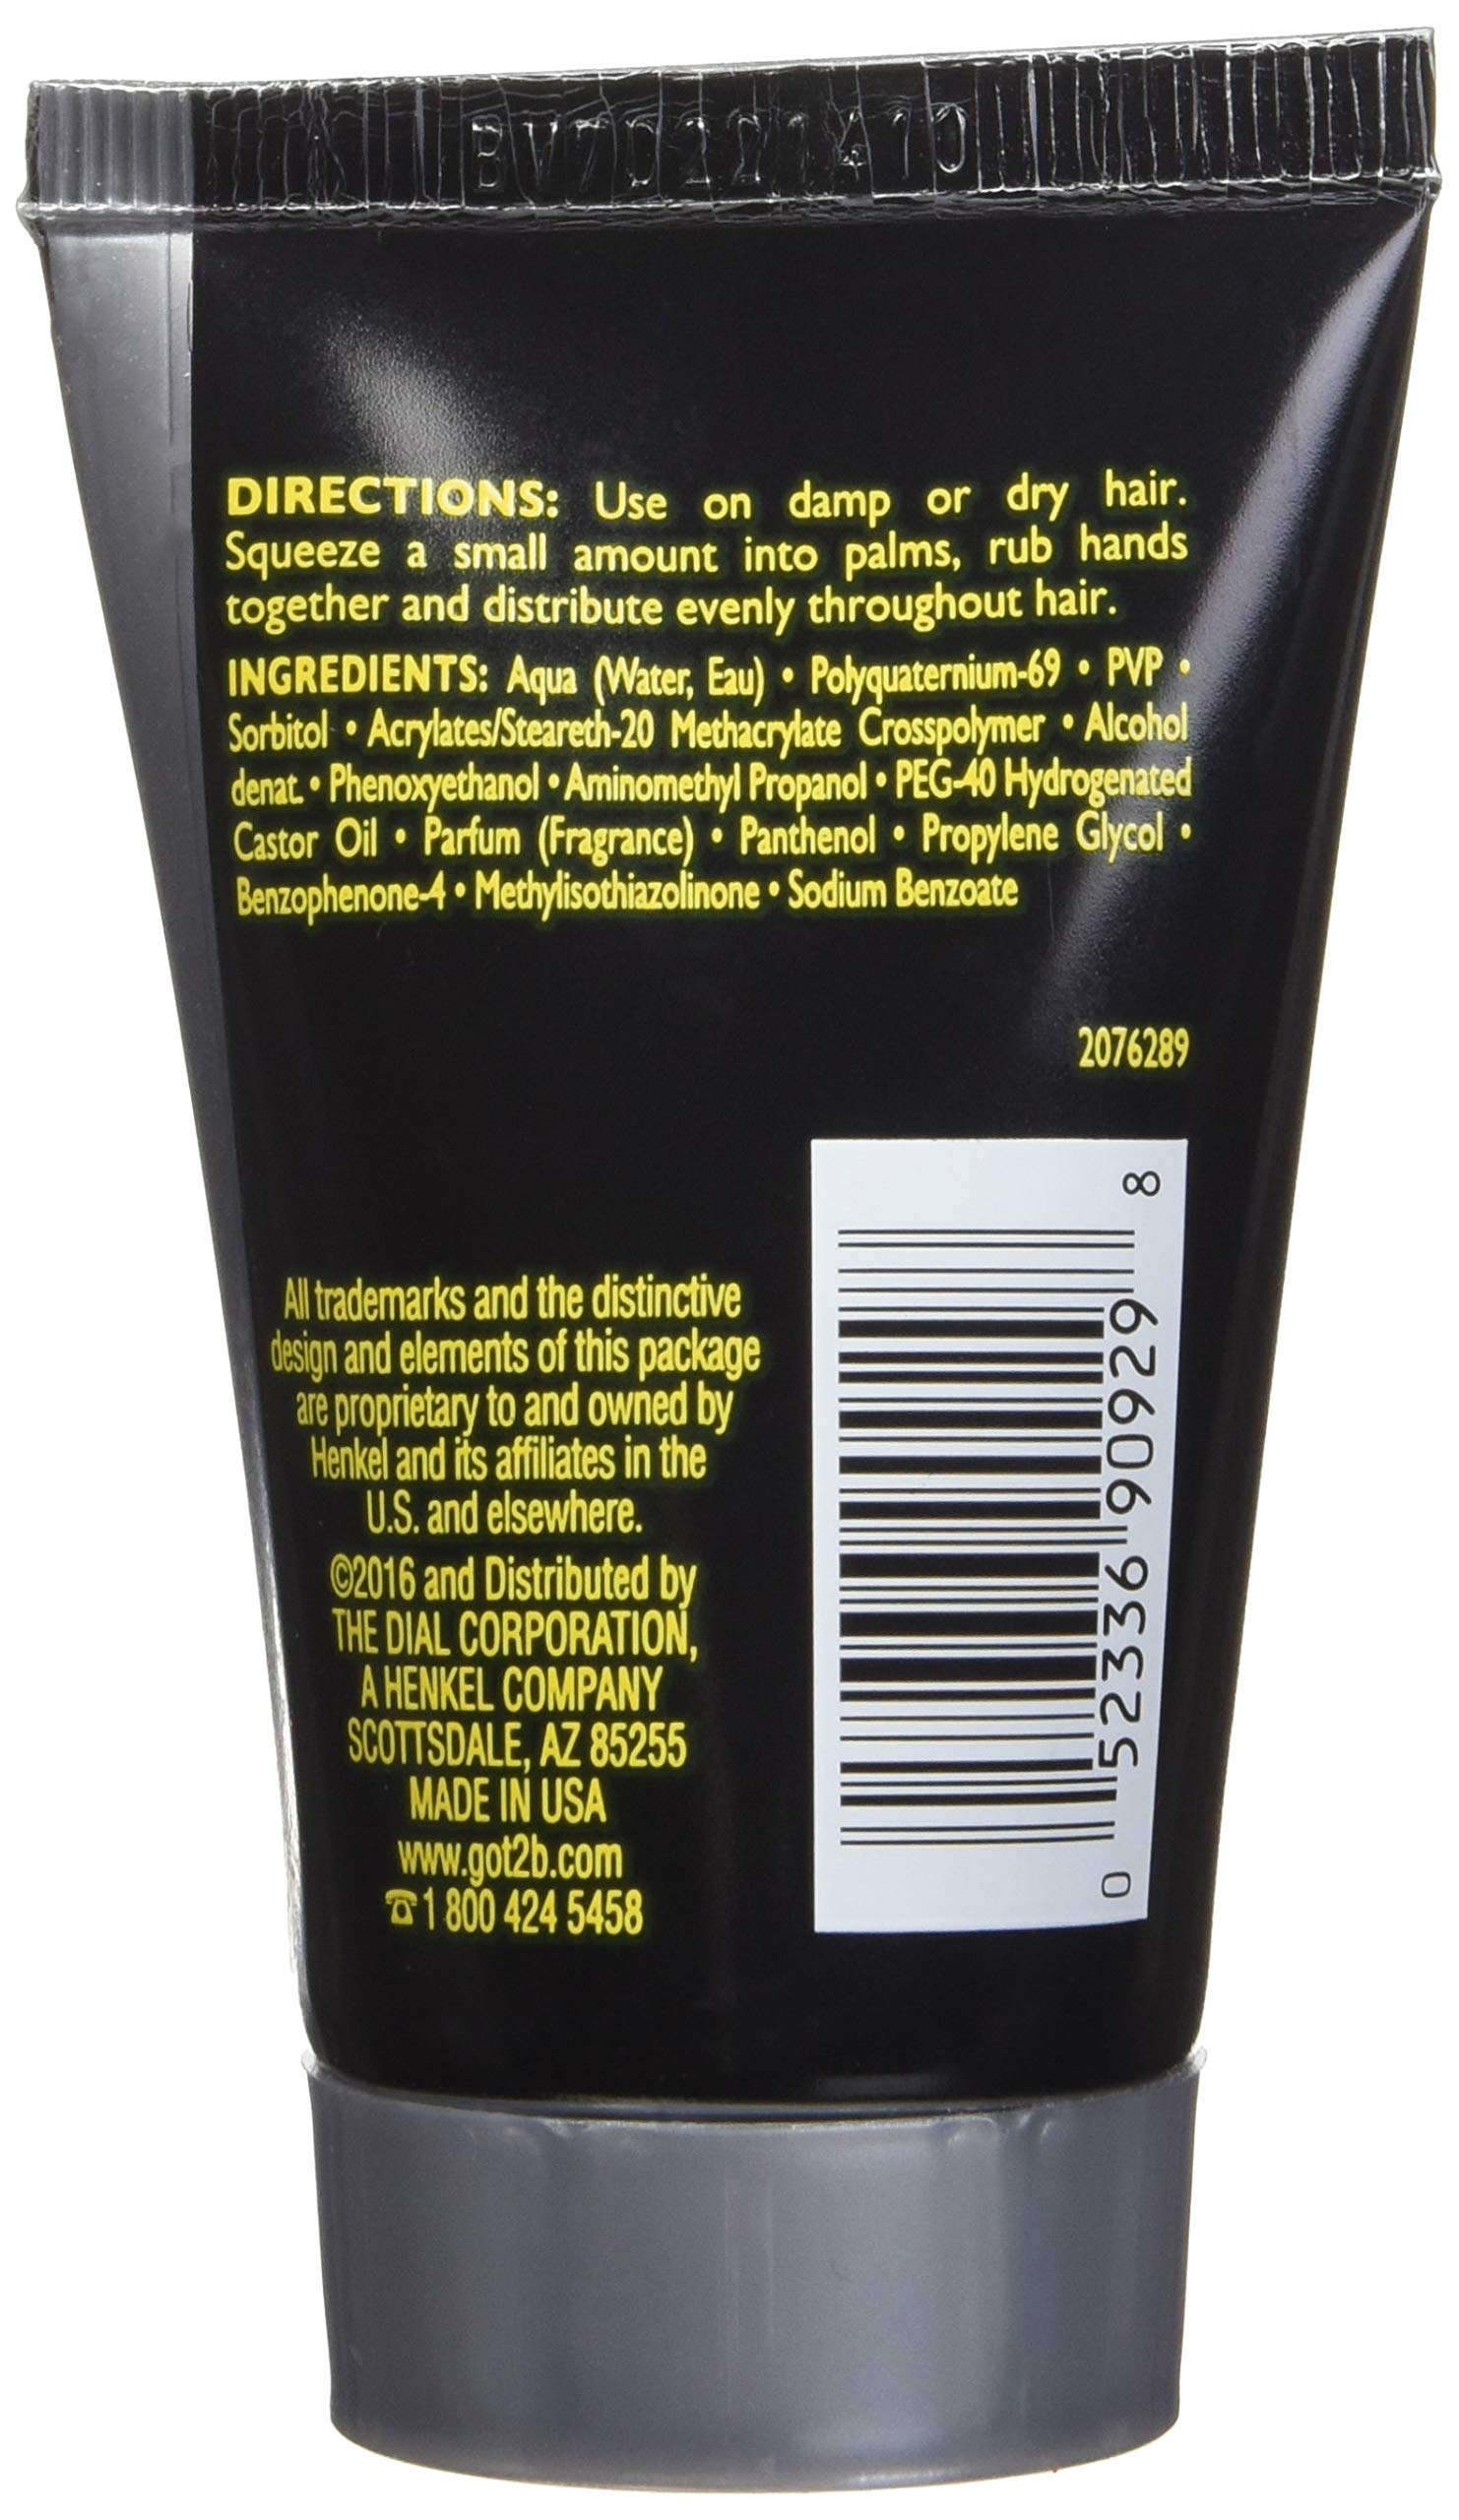 BV70221410
DIRECTIONS: Use on damp or dry hair.
Squeeze a small amount into palms, rub hands
together and distribute evenly throughout hair.
INGREDIENTS: Aqua (Water, Eau) • Polyquaternium-69 • PVP •
Sorbitol • Acrylates/Steareth-20 Methacrylate Crosspolymer • Alcohol
denat. • Phenoxyethanol • Aminomethyl Propanol • PEG-40 Hydrogenated
Castor Oil • Parfum (Fragrance) • Panthenol • Propylene Glycol •
Benzophenone-4 • Methylisothiazolinone • Sodium Benzoate
2076289
All trademarks and the distinctive
design and elements of this package
are proprietary to and owned by
Henkel and its affiliates in the
U.S. and elsewhere.
©2016 and Distributed by
THE DIAL CORPORATION,
A HENKEL COMPANY
SCOTTSDALE, AZ 85255
MADE IN USA
www.got2b.com
☎1 800 424 5458
0 52336 90929 8